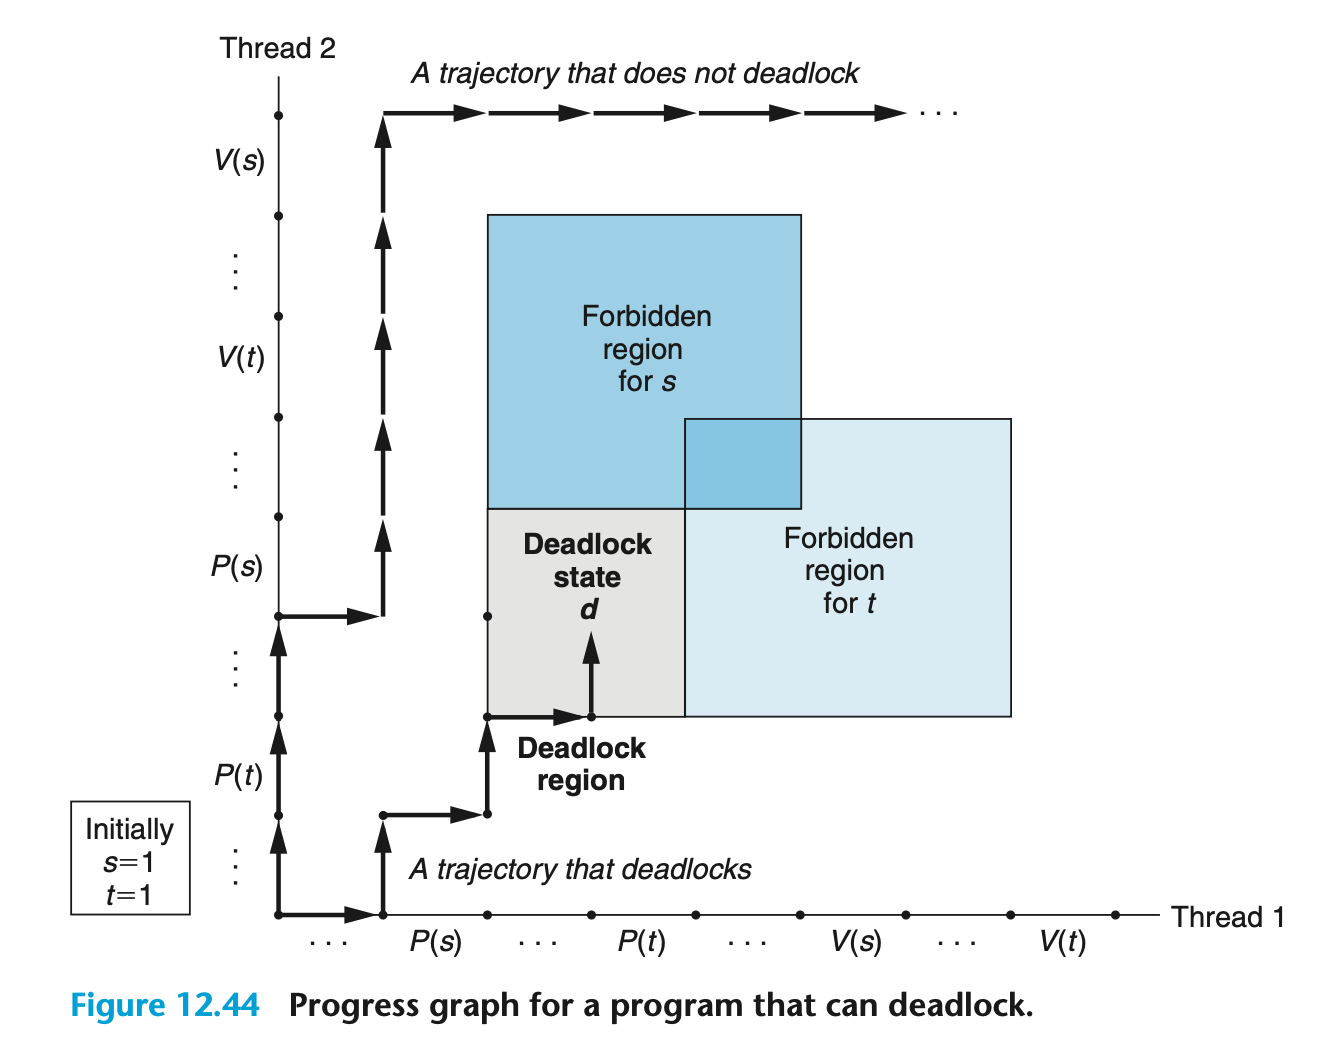 Thread 2
A trajectory that does not deadlock
. . .
V(s)
⋮
Forbidden
region
for s
V(t)
⋮
P(s)
Deadlock
state
d
Forbidden
region
for t
⋮
P(t)
Deadlock
region
Initially
s=1
t=1
⋮
A trajectory that deadlocks
Thread 1
. . . P(s) . . . P(t) . . . V(s) . . . V(t)
Figure 12.44 Progress graph for a program that can deadlock.